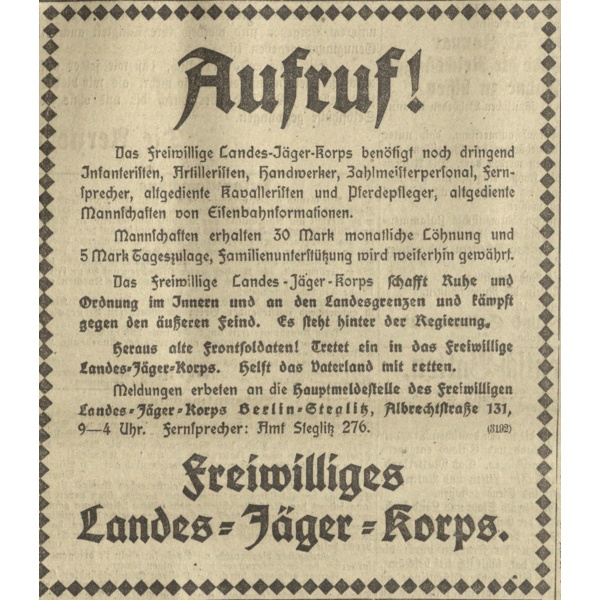 Aufruf!
Das Freiwillige Landes-Jäger-Korps benötigt noch dringend
Infanteristen, Artilleristen, Handwerker, Zahlmeisterpersonal, Fern-
sprecher, altgediente Kavalleristen und Pferdepfleger, altgediente
Mannschaften von Eisenbahnformationen.
Mannschaften erhalten 30 Mark monatliche Löhnung und
5 Mark Tageszulage, Familienunterstützung wird weiterhin gewährt.
Das Freiwillige Landes-Jäger-Korps schafft Ruhe und
Ordnung im Innern und an den Landesgrenzen und kämpft
gegen den äußeren Feind. Es steht hinter der Regierung.
Heraus alte Frontsoldaten! Tretet ein in das Freiwillige
Landes-Jäger-Korps. Helft das Vaterland mit retten.
Meldungen erbeten an die Hauptmeldestelle des Freiwilligen
Landes-Jäger-Korps Berlin-Steglitz, Albrechtstraße 131,
9—4 Uhr. Fernsprecher: Amt Steglitz 276. (3192)
Freiwilliges
Landes-Jäger-Korps.